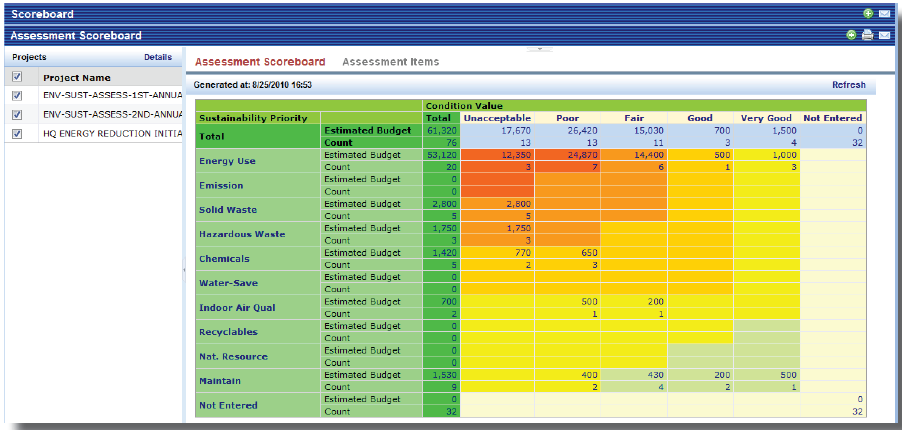 Scoreboard
Assessment Scoreboard
Projects Details
Project Name
ENV-SUST-ASSESS-1ST-ANNUA
ENV-SUST-ASSESS-2ND-ANNUA
HQ ENERGY REDUCTION INITIA
Assessment Scoreboard Assessment Items
Generated at: 8/25/2010 16:53 Refresh
Condition Value
Sustainability Priority Total Unacceptable Poor Fair Good Very Good Not Entered
Total Estimated Budget 61,320 17,670 26,420 15,030 700 1,500 0
Count 76 13 13 11 3 4 32
Energy Use Estimated Budget 53,120 12,350 24,870 14,400 500 1,000
Count 20 3 7 6 1 3
Emission Estimated Budget 0
Count 0
Solid Waste Estimated Budget 2,800 2,800
Count 5 5
Hazardous Waste Estimated Budget 1,750 1,750
Count 3 3
Chemicals Estimated Budget 1,420 770 650
Count 5 2 3
Water-Save Estimated Budget 0
Count 0
Indoor Air Qual Estimated Budget 700 500 200
Count 2 1 1
Recyclables Estimated Budget 0
Count 0
Nat. Resource Estimated Budget 0
Count 0
Maintain Estimated Budget 1,530 400 430 200 500
Count 9 2 4 2 1
Not Entered Estimated Budget 0 0
Count 32 32